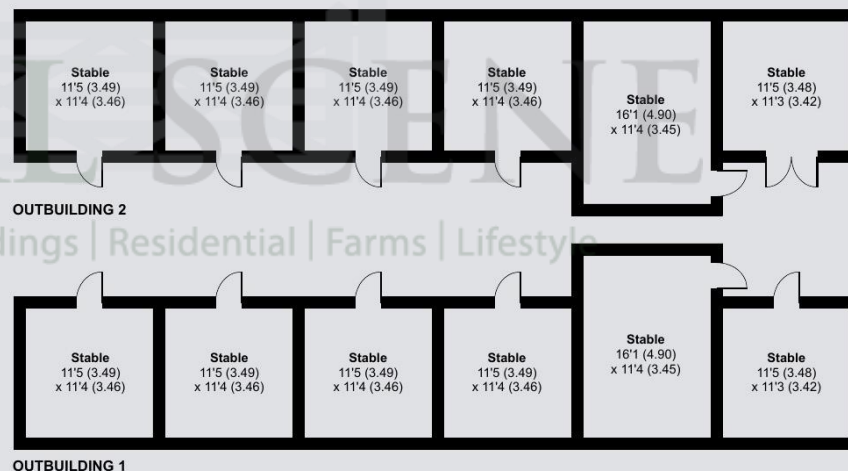 Stable
11'5 (3.49)
x 11'4 (3.46)
Stable
11'5 (3.49)
x 11'4 (3.46)
Stable
11'5 (3.49)
x 11'4 (3.46)
Stable
11'5 (3.49)
x 11'4 (3.46)
Stable
16'1 (4.90)
x 11'4 (3.45)
Stable
11'5 (3.48)
x 11'3 (3.42)
SCENE
OUTBUILDING 2
| Residential | Farms | Lifestyle
Stable
11'5 (3.49)
x 11'4 (3.46)
Stable
11'5 (3.49)
x 11'4 (3.46)
Stable
11'5 (3.49)
x 11'4 (3.46)
Stable
11'5 (3.49)
x 11'4 (3.46)
Stable
16'1 (4.90)
x 11'4 (3.45)
Stable
11'5 (3.48)
x 11'3 (3.42)
OUTBUILDING 1